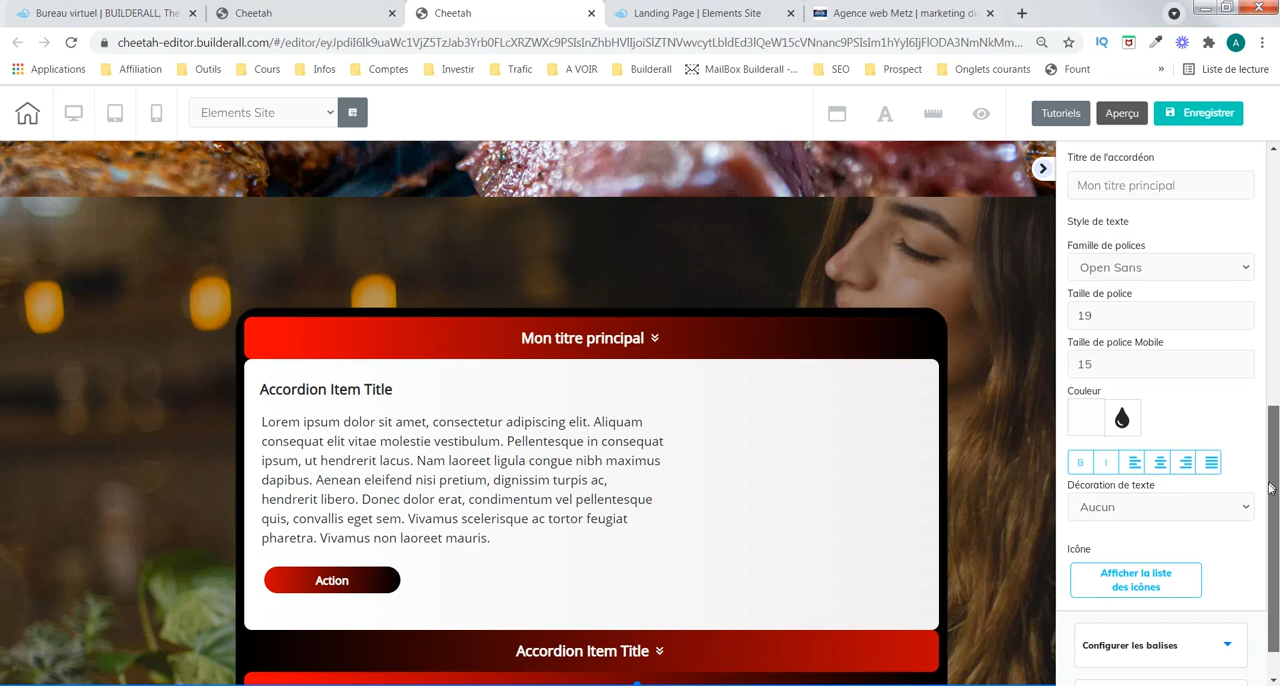 Bureau virtuel | BUILDERALL, The
Cheetah
Cheetah
Landing Page | Elements Site
Agence web Metz | marketing di
cheetah-editor.builderall.com/#/editor/eyJpdiI6Ik9uaWc1VjZ5TzJab3Yrb0FLcXRZWXc9PSIsInZhbHVlIjoiSlZTNVwvcytLbldEd3lQeW15cVNnanc9PSIsIm1hYyI6IjFlODA3NmNkMm...
Applications
Affiliation
Outils
Cours
Infos
Comptes
Investir
Trafic
A VOIR
Builderall
MailBox Builderall -...
SEO
Prospect
Onglets courants
Fount
»
Liste de lecture
Elements Site
Tutoriels
Aperçu
Enregistrer
Mon titre principal
Accordion Item Title
Lorem ipsum dolor sit amet, consectetur adipiscing elit. Aliquam
consequat elit vitae molestie vestibulum. Pellentesque in consequat
ipsum, ut hendrerit lacus. Nam laoreet ligula congue nibh maximus
dapibus. Aenean eleifend nisi pretium, dignissim turpis ac,
hendrerit libero. Donec dolor erat, condimentum vel pellentesque
quis, convallis eget sem. Vivamus scelerisque ac tortor feugiat
pharetra. Vivamus non laoreet mauris.
Action
Accordion Item Title
Titre de l'accordéon
Mon titre principal
Style de texte
Famille de polices
Open Sans
Taille de police
19
Taille de police Mobile
15
Couleur
B
I
Décoration de texte
Aucun
Icône
Afficher la liste
des icônes
Configurer les balises